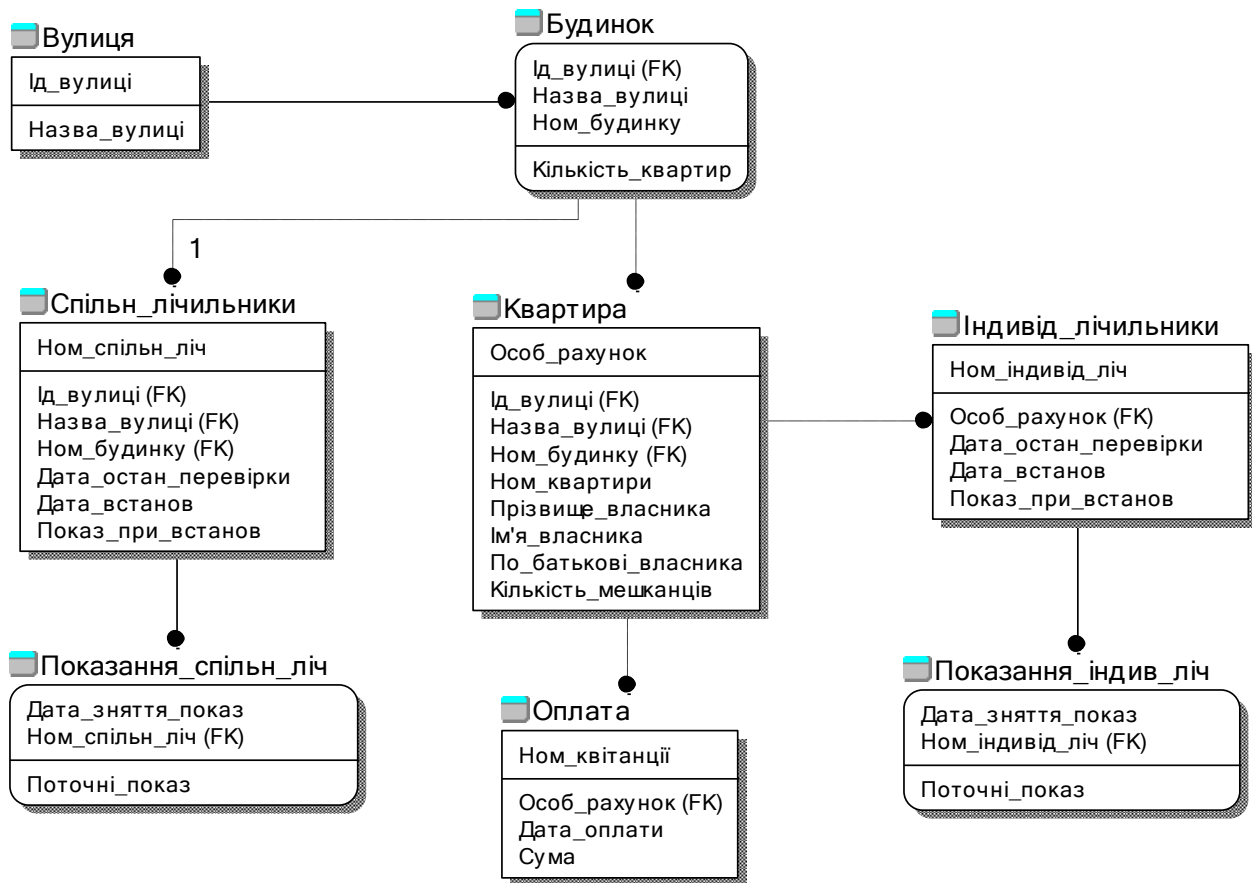 Вулиця
Ід_вулиці
Назва_вулиці
Будинок
Ід_вулиці (FK)
Назва_вулиці
Ном_будинку
Кількість_квартир
1
Спільн_лічильники
Ном_спільн_ліч
Ід_вулиці (FK)
Назва_вулиці (FK)
Ном_будинку (FK)
Дата_остан_перевірки
Дата_встанов
Показ_при_встанов
Квартира
Особ_рахунок
Ід_вулиці (FK)
Назва_вулиці (FK)
Ном_будинку (FK)
Ном_квартири
Прізвище_власника
Ім'я_власника
По_батькові_власника
Кількість_мешканців
Індивід_лічильники
Ном_індивід_ліч
Особ_рахунок (FK)
Дата_остан_перевірки
Дата_встанов
Показ_при_встанов
Показання_спільн_ліч
Дата_зняття_показ
Ном_спільн_ліч (FK)
Поточні_показ
Оплата
Ном_квітанції
Особ_рахунок (FK)
Дата_оплати
Сума
Показання_індив_ліч
Дата_зняття_показ
Ном_індивід_ліч (FK)
Поточні_показ